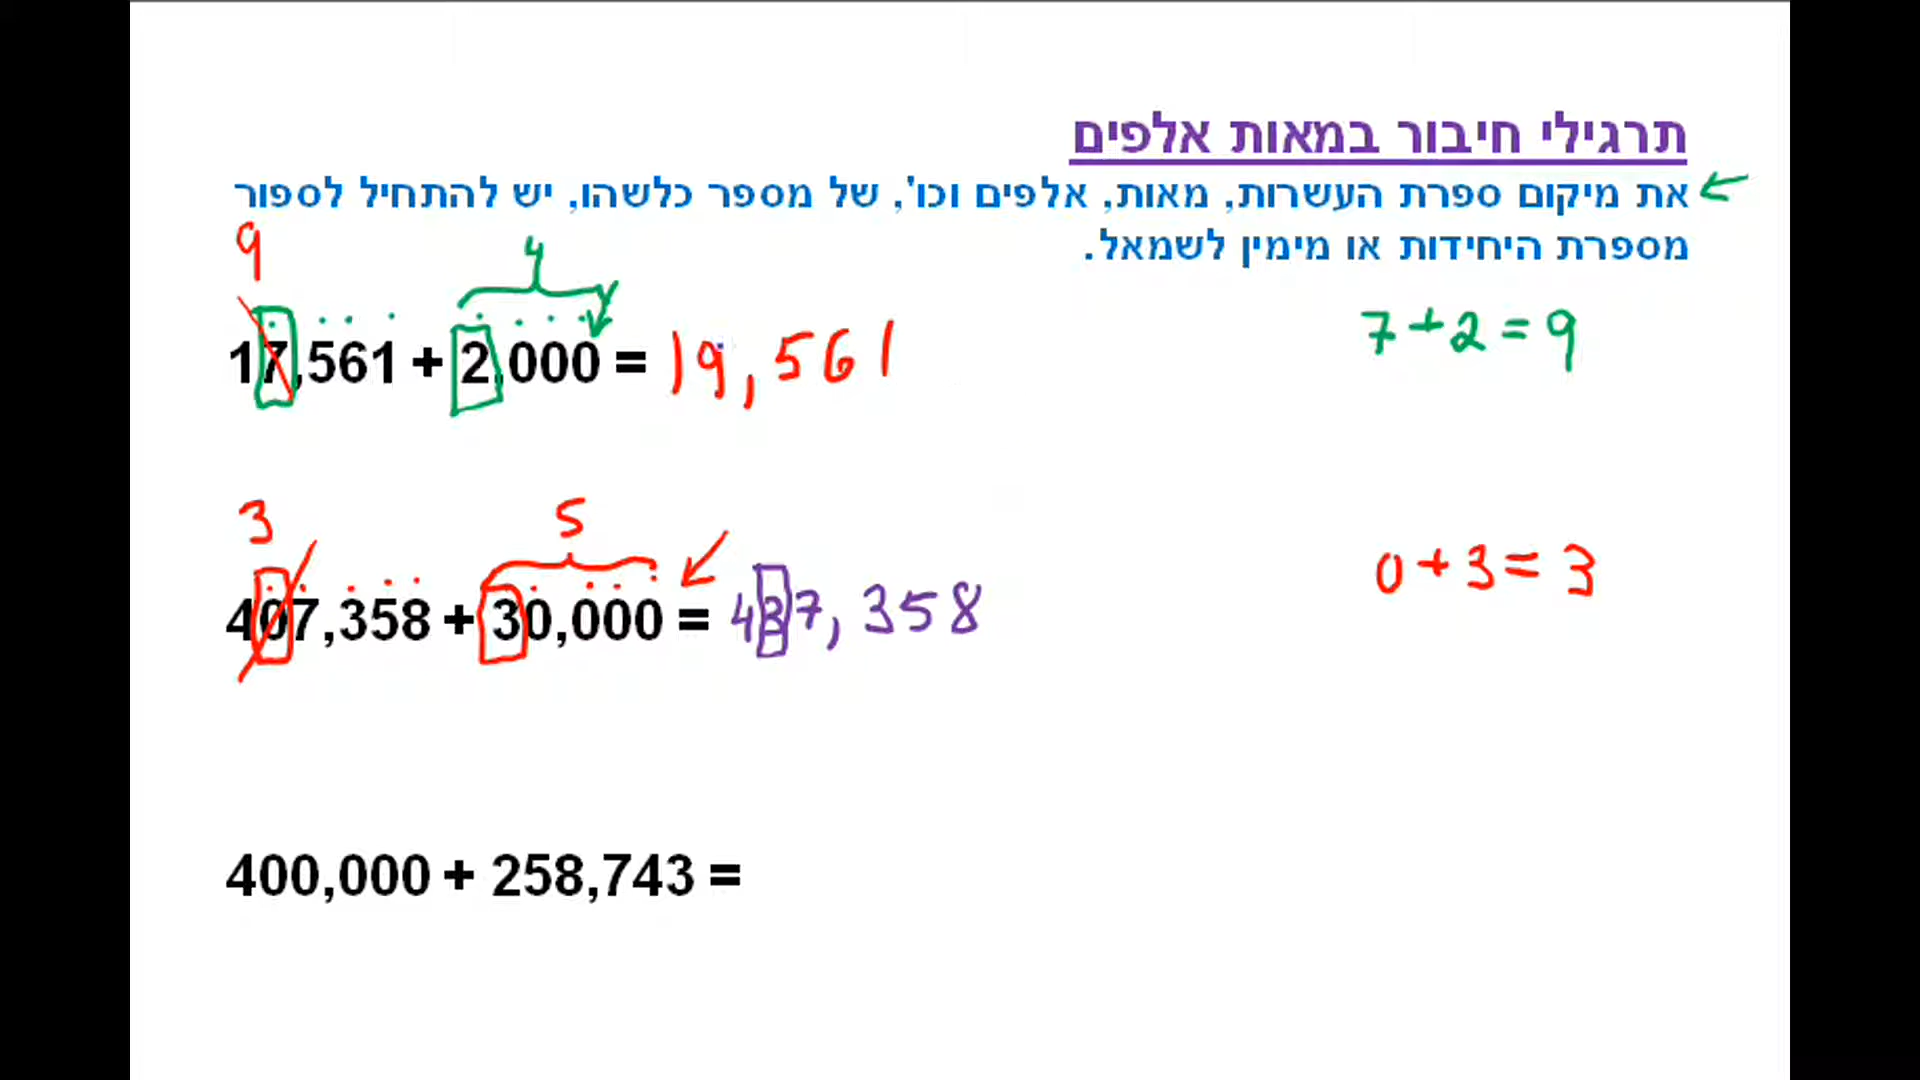 תרגילי חיבור במאות אלפים
את מיקום ספרת העשרות, מאות, אלפים וכו', של מספר כלשהו, יש להתחיל לספור
מספרת היחידות או מימין לשמאל.
9
4
17,561 + 2,000 = 19,561
7+2=9
3
5
407,358 + 30,000 = 437,358
0+3=3
400,000 + 258,743 =